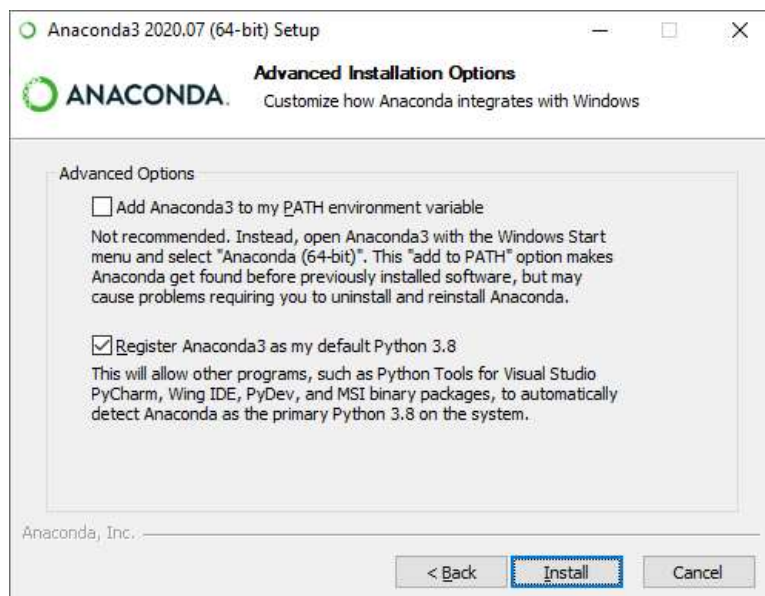 Anaconda3 2020.07 (64-bit) Setup
ANACONDA.
Advanced Installation Options
Customize how Anaconda integrates with Windows
Advanced Options
Add Anaconda3 to my PATH environment variable
Not recommended. Instead, open Anaconda3 with the Windows Start
menu and select "Anaconda (64-bit)". This "add to PATH" option makes
Anaconda get found before previously installed software, but may
cause problems requiring you to uninstall and reinstall Anaconda.
Register Anaconda3 as my default Python 3.8
This will allow other programs, such as Python Tools for Visual Studio
PyCharm, Wing IDE, PyDev, and MSI binary packages, to automatically
detect Anaconda as the primary Python 3.8 on the system.
Anaconda, Inc.
< Back
Install
Cancel